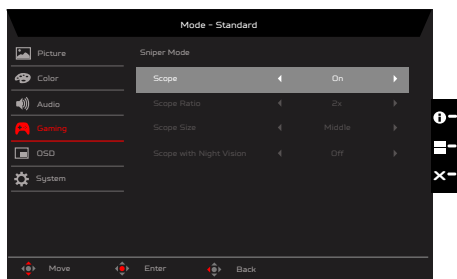 Mode - Standard
Picture
Sniper Mode
Color
Scope On
Audio
Scope Ratio 2x
Gaming
Scope Size Middle
OSD
Scope with Night Vision Off
System
Move Enter Back